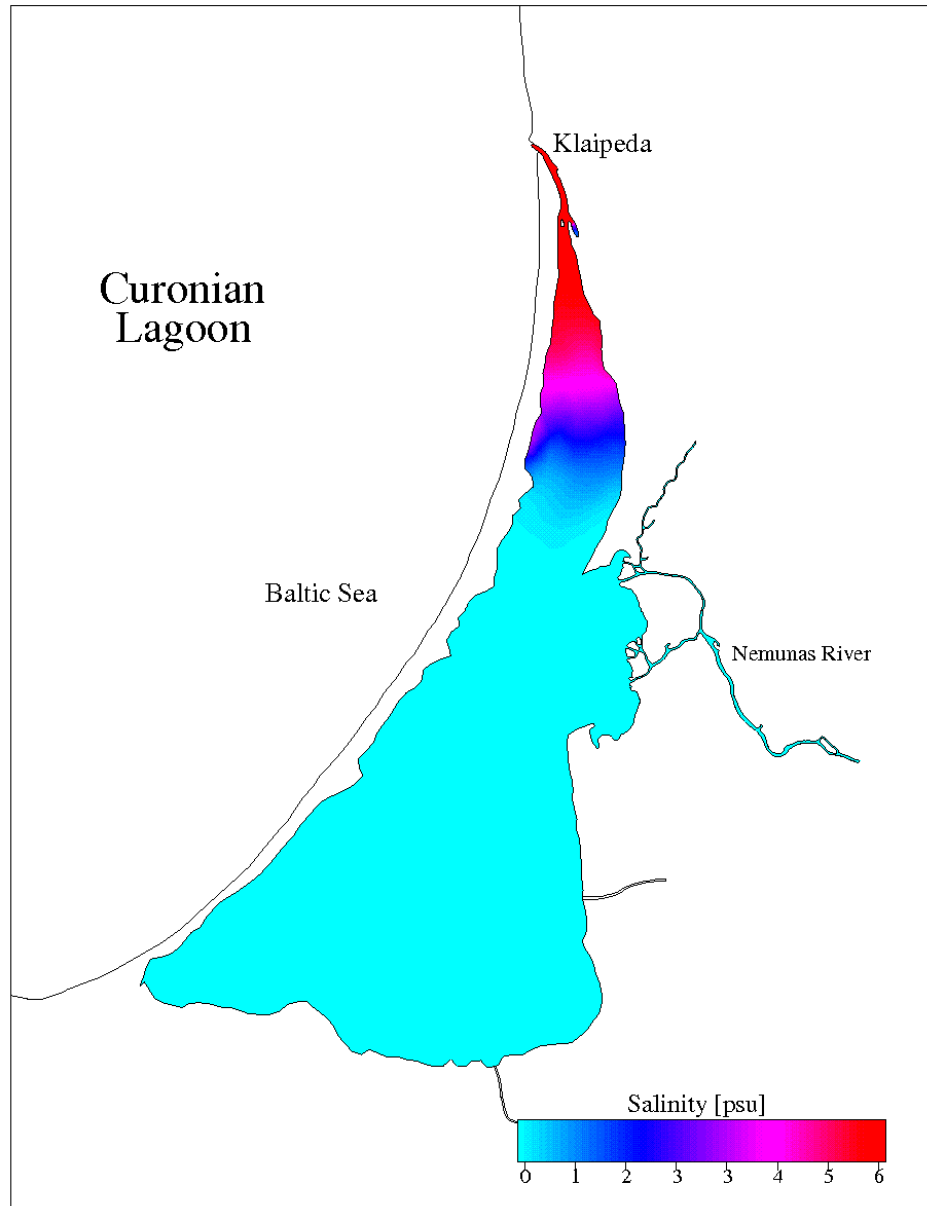 Klaipeda
Curonian
Lagoon
Baltic Sea
Nemunas River
Salinity [psu]
0 1 2 3 3 4 5 6